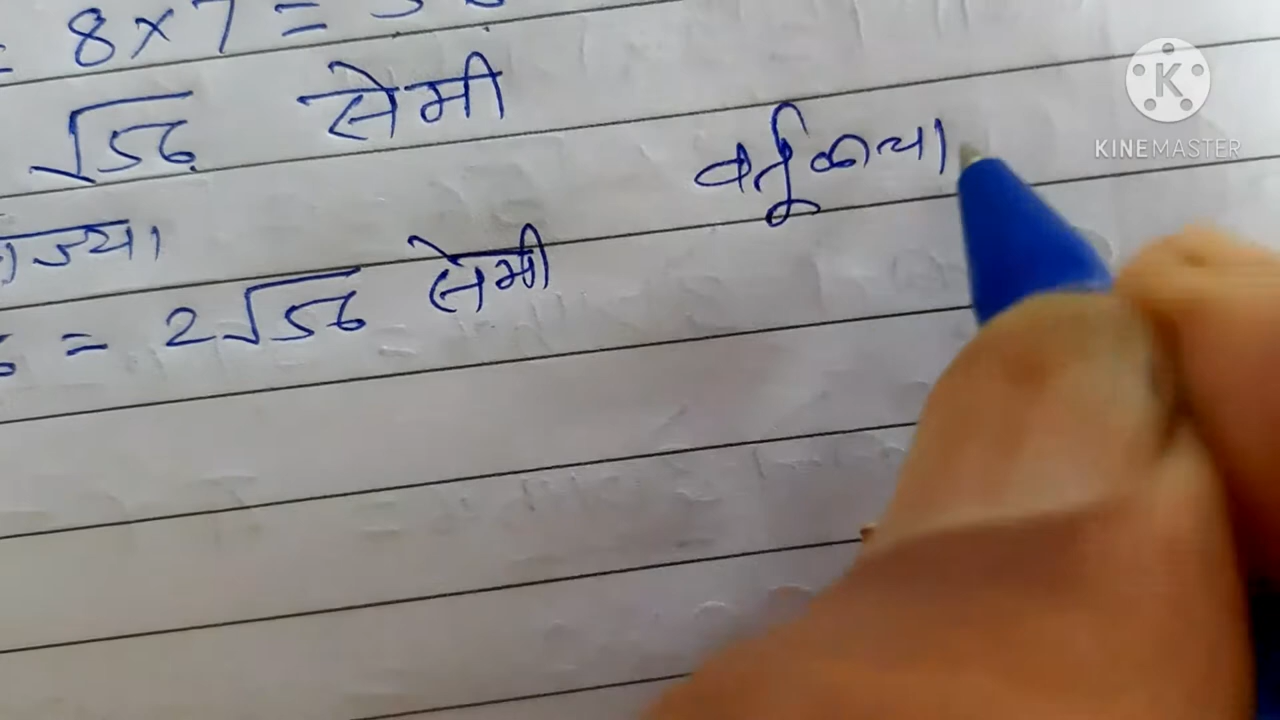 8 × 7 =
√56 सेमी
वर्तुळाचा
= 2√56 सेमी
KINEMASTER